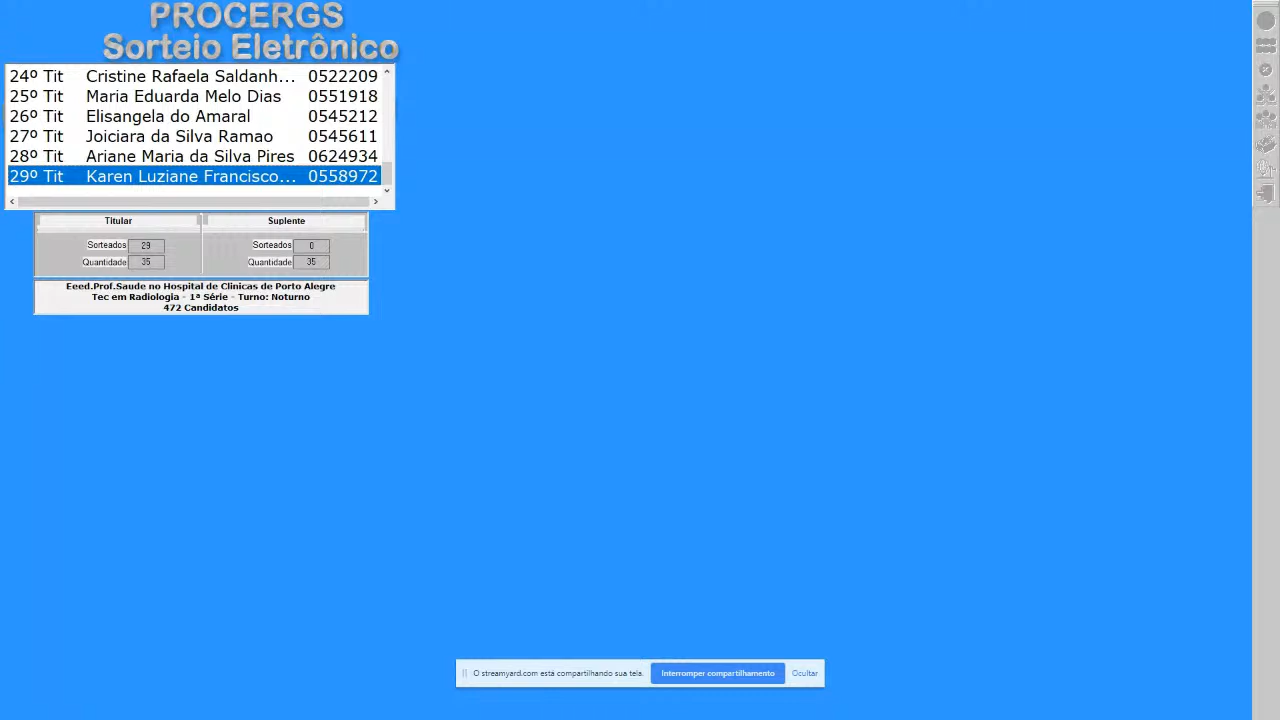 PROCERGS
Sorteio Eletrônico
24º Tit Cristine Rafaela Saldanh... 0522209
25º Tit Maria Eduarda Melo Dias 0551918
26º Tit Elisangela do Amaral 0545212
27º Tit Joiciara da Silva Ramao 0545611
28º Tit Ariane Maria da Silva Pires 0624934
29º Tit Karen Luziane Francisco... 0558972
Titular Suplente
Sorteados 29 Sorteados 0
Quantidade 35 Quantidade 35
Eeed.Prof.Saude no Hospital de Clinicas de Porto Alegre
Tec em Radiologia - 1ª Série - Turno: Noturno
472 Candidatos
O streamyard.com está compartilhando sua tela. Interromper compartilhamento Ocultar